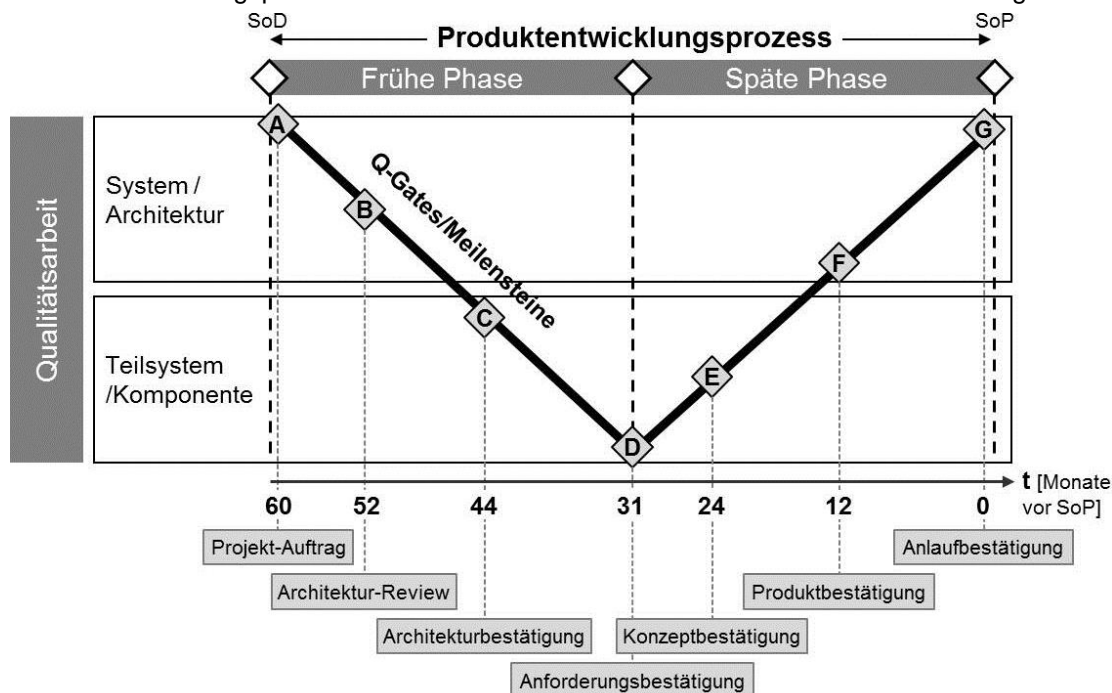 SoD
SoP
Produktentwicklungsprozess
Frühe Phase
Späte Phase
Qualitätsarbeit
System /
Architektur
Teilsystem
/Komponente
Q-Gates/Meilensteine
A
B
C
D
E
F
G
t [Monate
vor SoP]
60
52
44
31
24
12
0
Projekt-Auftrag
Anlaufbestätigung
Architektur-Review
Produktbestätigung
Architekturbestätigung
Konzeptbestätigung
Anforderungsbestätigung